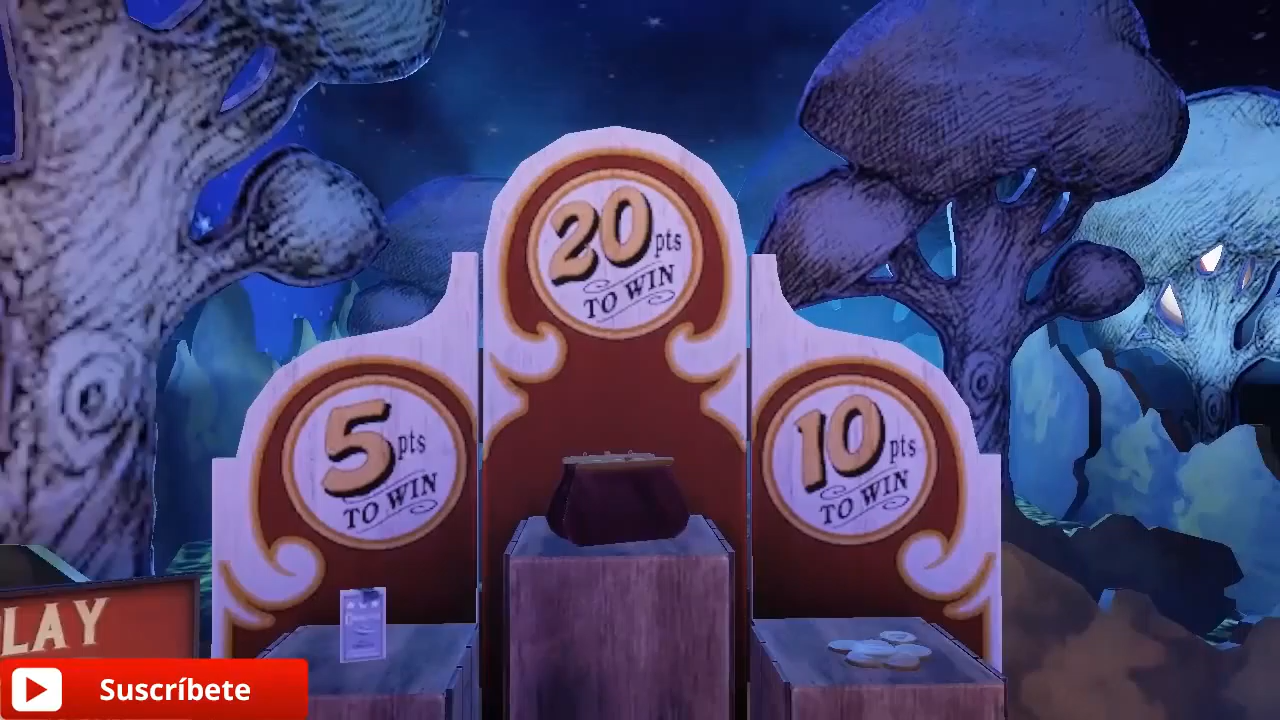 20 pts
TO WIN
5 pts
TO WIN
10 pts
TO WIN
LAY
Suscríbete